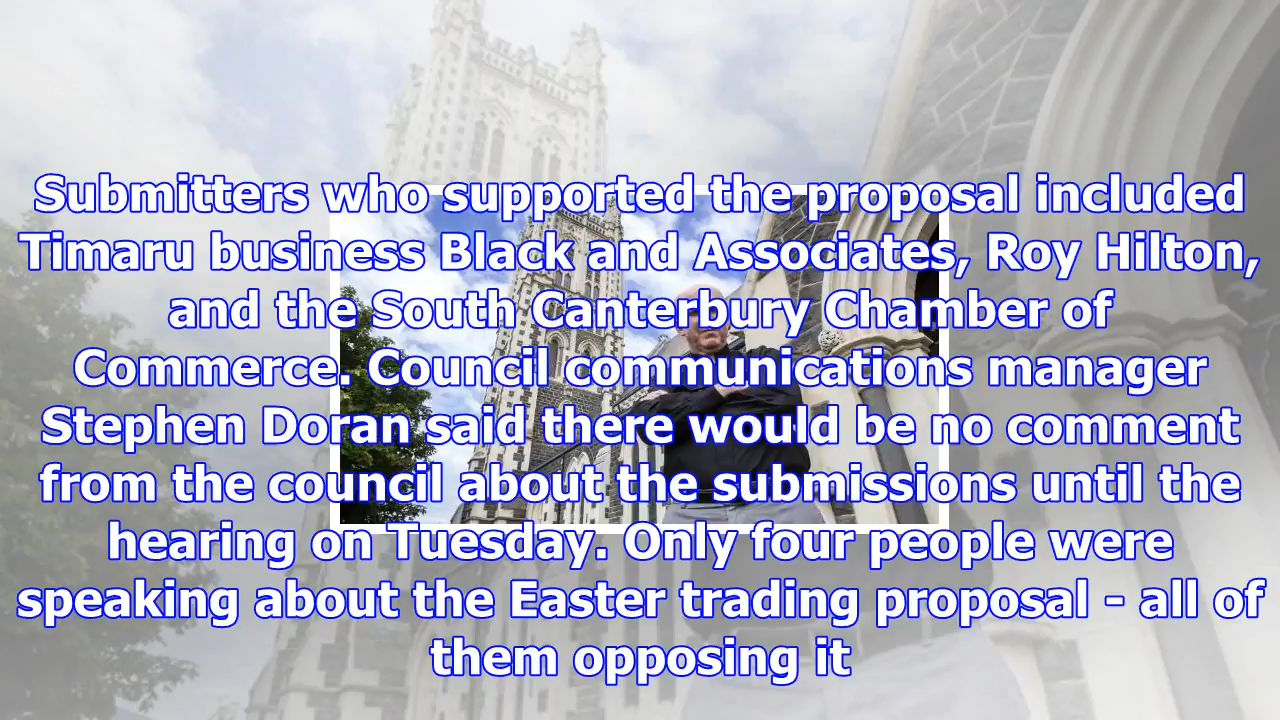 Submitters who supported the proposal included
Timaru business Black and Associates, Roy Hilton,
and the South Canterbury Chamber of
Commerce. Council communications manager
Stephen Doran said there would be no comment
from the council about the submissions until the
hearing on Tuesday. Only four people were
speaking about the Easter trading proposal - all of
them opposing it